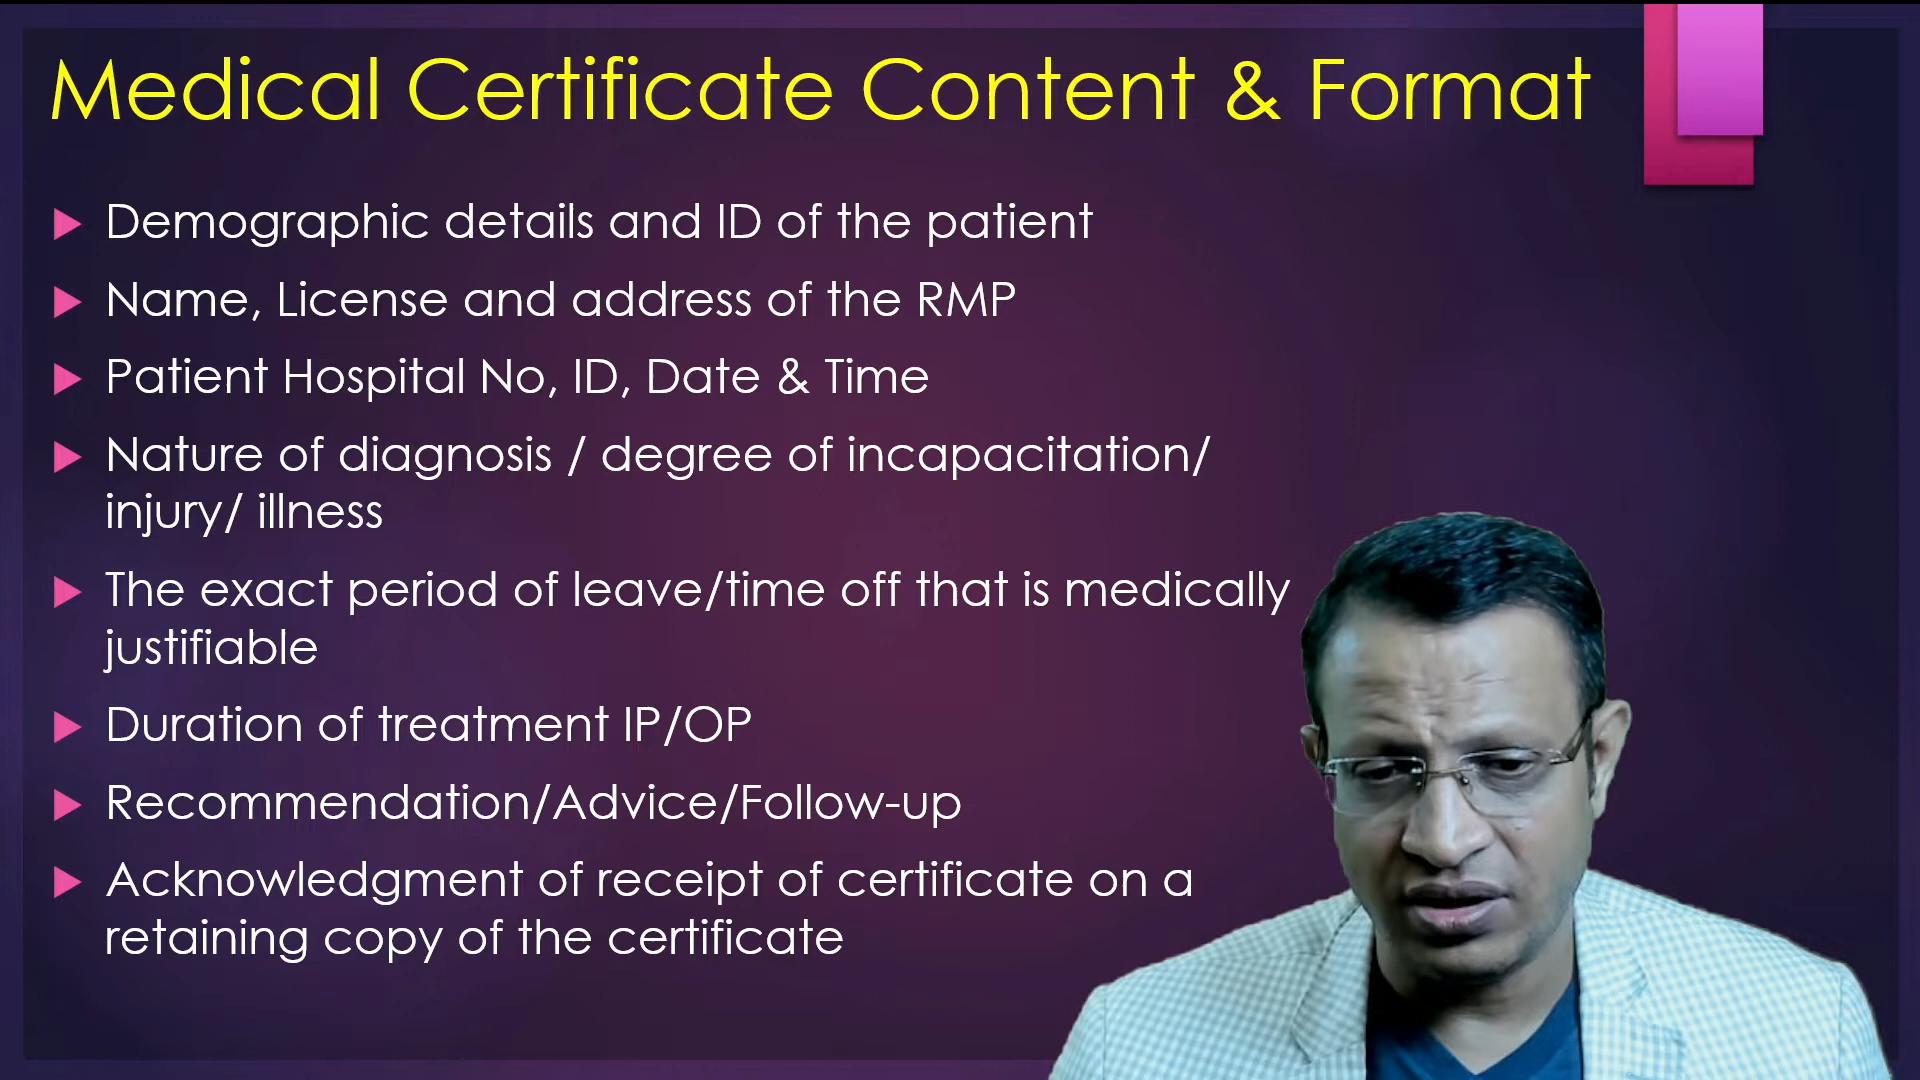 Medical Certificate Content & Format
Demographic details and ID of the patient
Name, License and address of the RMP
Patient Hospital No, ID, Date & Time
Nature of diagnosis / degree of incapacitation/
injury/ illness
The exact period of leave/time off that is medically
justifiable
Duration of treatment IP/OP
Recommendation/Advice/Follow-up
Acknowledgment of receipt of certificate on a
retaining copy of the certificate